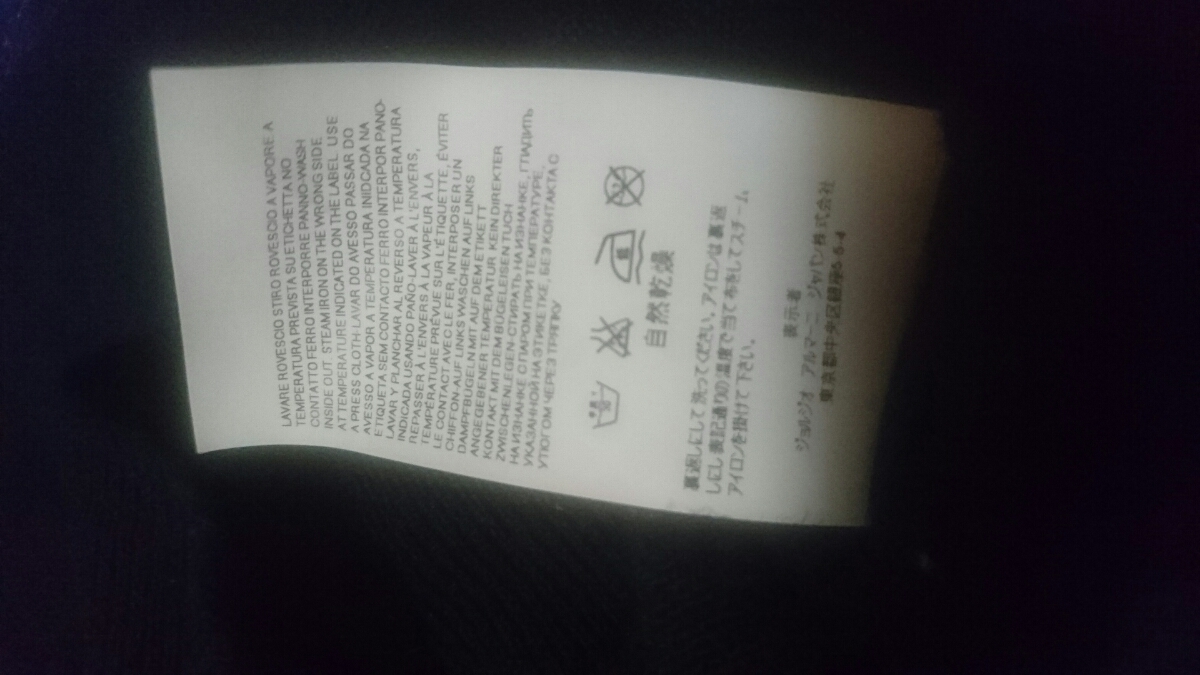 LAVARE ROVESCIO STIRO ROVESCIO A VAPORE A
TEMPERATURA PREVISTA SU ETICHETTA NO
CONTATTO FERRO INTERPORRE PANNO-WASH
INSIDE OUT STEAM IRON ON THE WRONG SIDE
AT TEMPERATURE INDICATED ON THE LABEL USE
A PRESS CLOTH-LAVAR DO AVESSO PASSAR DO
AVESSO A VAPOR A TEMPERATURA INIDCADA NA
ETIQUETA SEM CONTACTO FERRO INTERPOR PANO-
LAVAR Y PLANCHAR AL REVERSO A TEMPERATURA
INDICADA USANDO PAÑO-LAVER À L'ENVERS,
REPASSER À L'ENVERS À LA VAPEUR À LA
TEMPÉRATURE PRÉVUE SUR L'ÉTIQUETTE, ÉVITER
LE CONTACT AVEC LE FER, INTERPOSER UN
CHIFFON-AUF LINKS WASCHEN AUF LINKS
DAMPFBÜGELN MIT AUF DEM ETIKETT
ANGEGEBENER TEMPERATUR KEIN DIREKTER
KONTAKT MIT DEM BÜGELEISEN TUCH
ZWISCHENLEGEN-СТИРАТЬ НА ИЗНАНКЕ, ГЛАДИТЬ
НА ИЗНАНКЕ С ПАРОМ ПРИ ТЕМПЕРАТУРЕ,
УКАЗАННОЙ НА ЭТИКЕТКЕ, БЕЗ КОНТАКТА С
УТЮГОМ ЧЕРЕЗ ТРЯПКУ
自然乾燥
裏返しにして洗ってください。アイロンは裏返
しにし表記通りの温度で当て布をしてスチーム
アイロンを掛けて下さい。
表示者
ジョルジオ アルマーニ ジャパン株式会社
東京都中央区銀座5-5-4